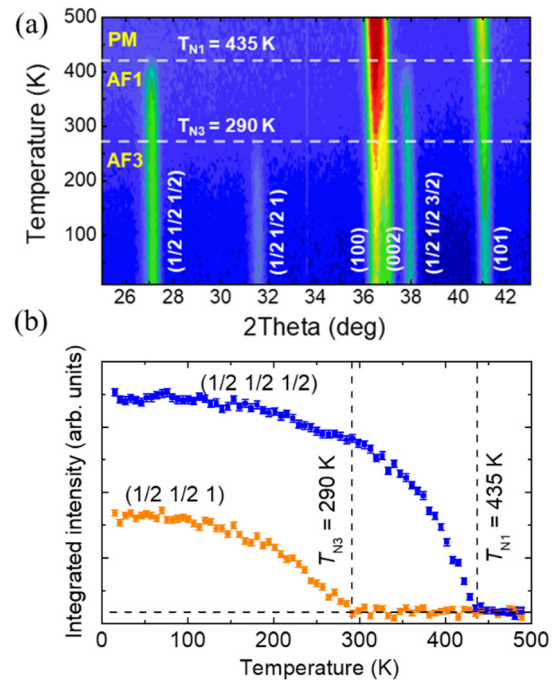 (a)
PM
T_N1 = 435 K
AF1
T_N3 = 290 K
AF3
(1/2 1/2 1/2)
(1/2 1/2 1)
(100)
(002)
(1/2 1/2 3/2)
(101)
500
400
300
200
100
Temperature (K)
26 28 30 32 34 36 38 40 42
2Theta (deg)
(b)
(1/2 1/2 1/2)
(1/2 1/2 1)
T_N3 = 290 K
T_N1 = 435 K
Integrated intensity (arb. units)
0 100 200 300 400 500
Temperature (K)